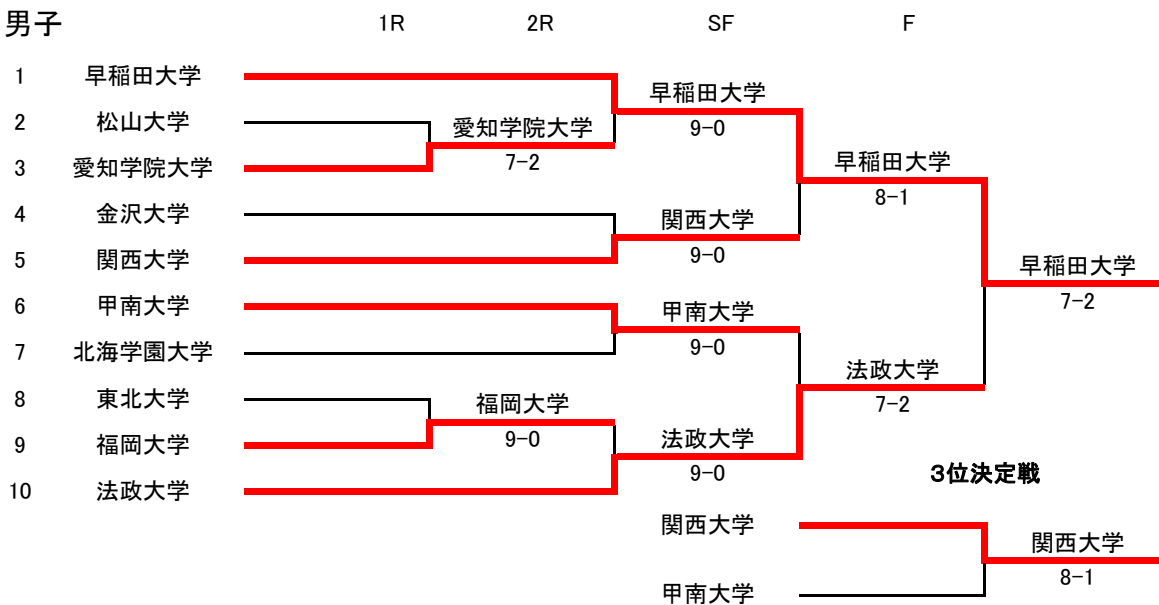 男子
1R 2R SF F
1 早稲田大学
早稲田大学
2 松山大学
愛知学院大学
9-0
7-2
早稲田大学
3 愛知学院大学
8-1
4 金沢大学
関西大学
9-0
5 関西大学
早稲田大学
7-2
6 甲南大学
甲南大学
9-0
7 北海学園大学
法政大学
7-2
8 東北大学
福岡大学
9-0
法政大学
9 福岡大学
9-0
3位決定戦
10 法政大学
関西大学
関西大学
8-1
甲南大学